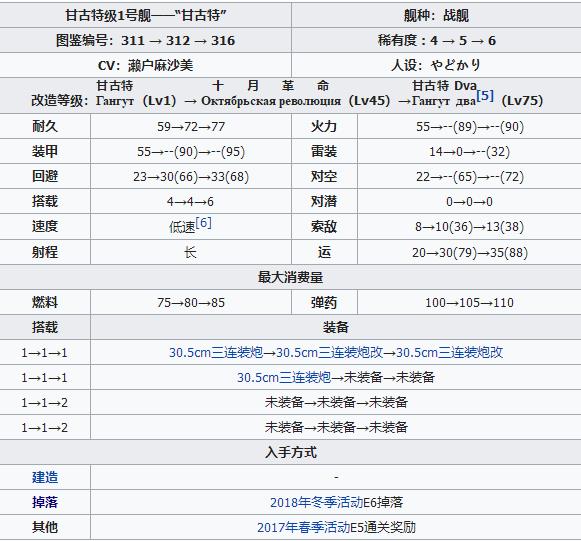 甘古特级1号舰——“甘古特” 舰种：战舰
图鉴编号：311 → 312 → 316 稀有度：4 → 5 → 6
CV：濑户麻沙美 人设：やどかり
甘古特 十月革命 甘古特 Dva
改造等级：Гангут（Lv1）→ Октябрьская революция（Lv45）→Гангут два[5]（Lv75）
耐久 59→72→77 火力 55→--(89)→--(90)
装甲 55→--(90)→--(95) 雷装 14→0→--(32)
回避 23→30(66)→33(68) 对空 22→--(65)→--(72)
搭载 4→4→6 对潜 0→0→0
速度 低速[6] 索敌 8→10(36)→13(38)
射程 长 运 20→30(79)→35(88)
最大消费量
燃料 75→80→85 弹药 100→105→110
搭载 装备
1→1→1 30.5cm三连装炮→30.5cm三连装炮改→30.5cm三连装炮改
1→1→1 30.5cm三连装炮→未装备→未装备
1→1→2 未装备→未装备→未装备
1→1→2 未装备→未装备→未装备
入手方式
建造 -
掉落 2018年冬季活动E6掉落
其他 2017年春季活动E5通关奖励